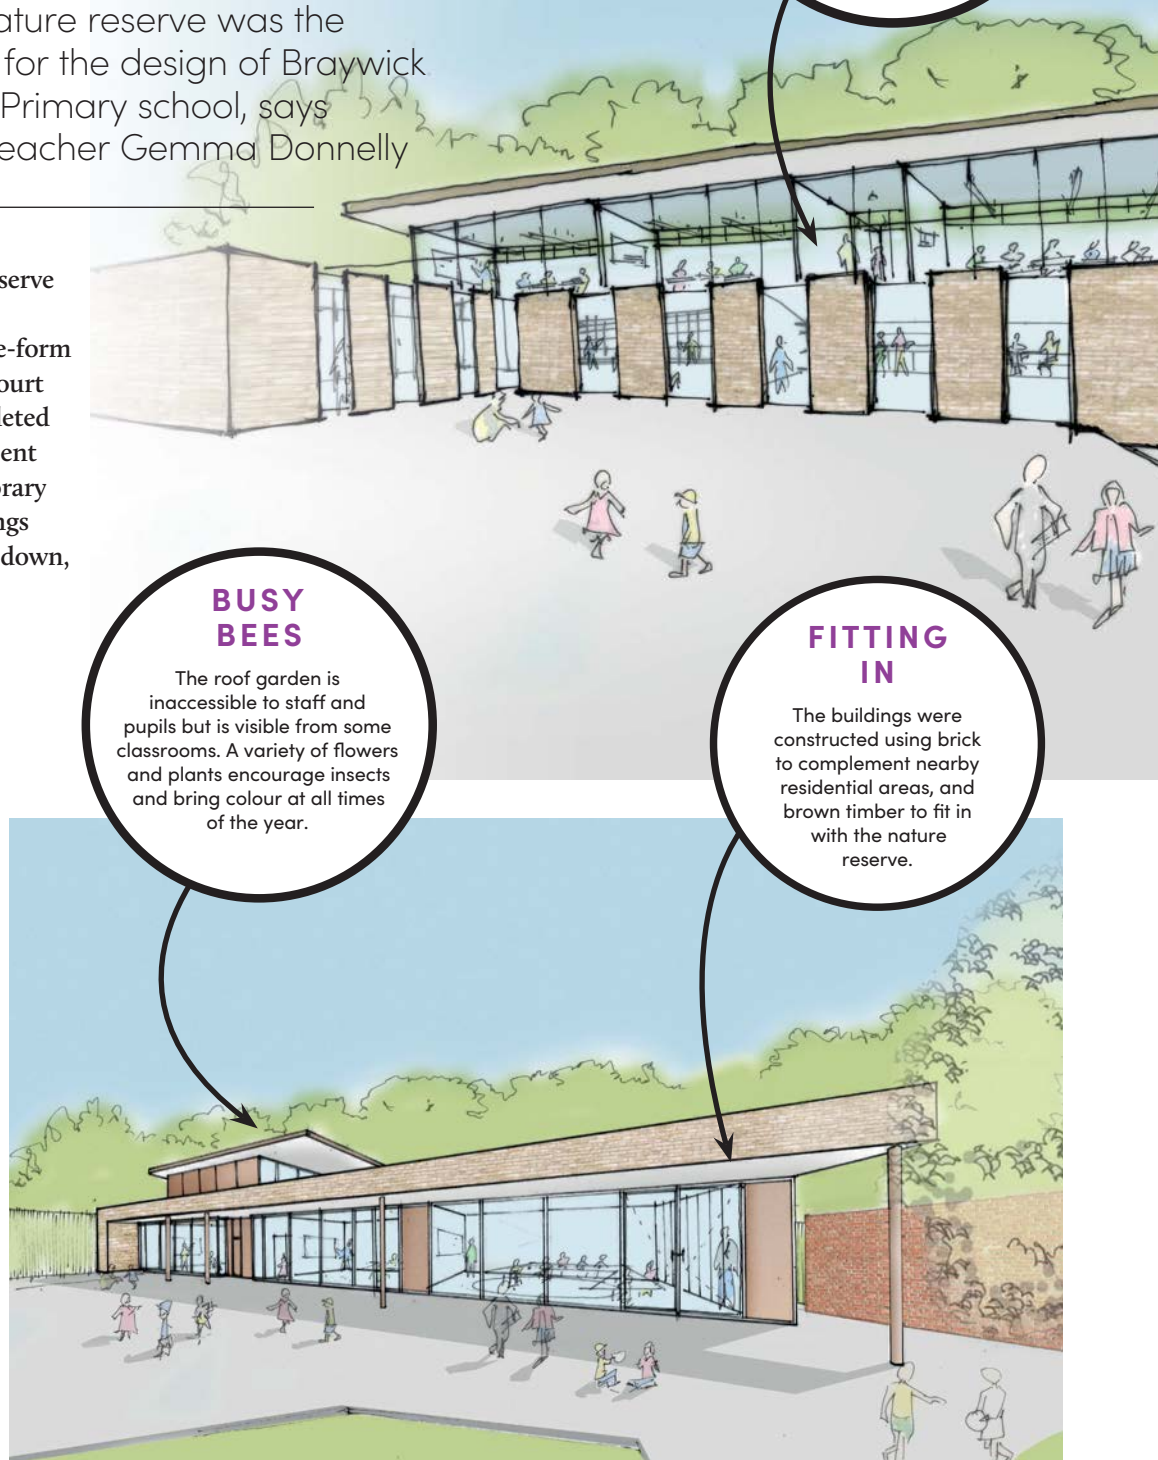 ature reserve was the
for the design of Braywick
Primary school, says
eacher Gemma Donnelly
serve
e-form
ourt
leted
ent
orary
ngs
down,
BUSY
BEES
The roof garden is
inaccessible to staff and
pupils but is visible from some
classrooms. A variety of flowers
and plants encourage insects
and bring colour at all times
of the year.
FITTING
IN
The buildings were
constructed using brick
to complement nearby
residential areas, and
brown timber to fit in
with the nature
reserve.